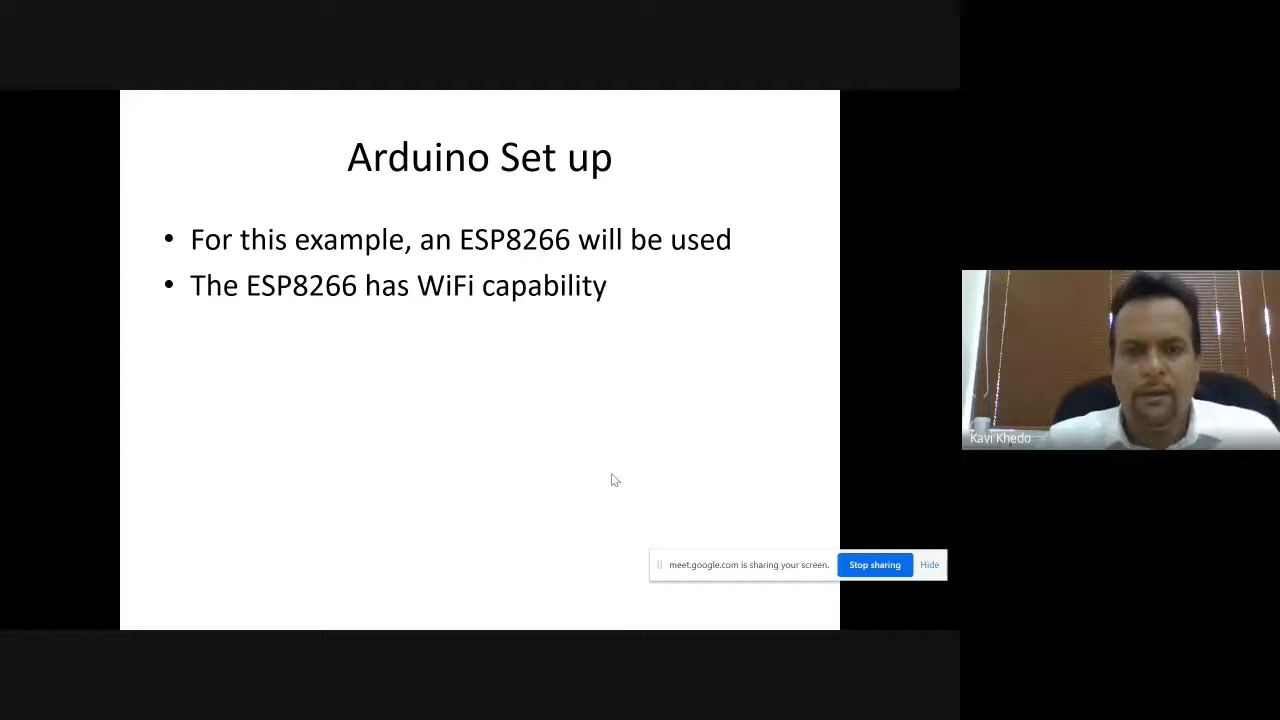 Arduino Set up
• For this example, an ESP8266 will be used
• The ESP8266 has WiFi capability
Kavi Khedo
meet.google.com is sharing your screen. Stop sharing Hide